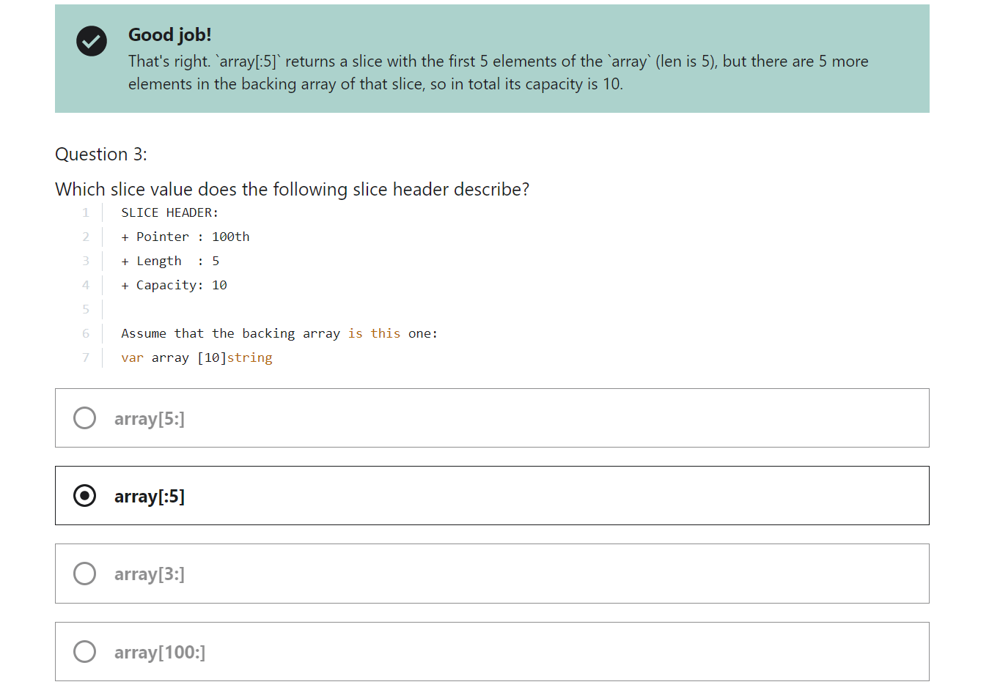 Good job!
That's right. `array[:5]` returns a slice with the first 5 elements of the `array` (len is 5), but there are 5 more
elements in the backing array of that slice, so in total its capacity is 10.
Question 3:
Which slice value does the following slice header describe?
1 SLICE HEADER:
2 + Pointer : 100th
3 + Length  : 5
4 + Capacity: 10
5
6 Assume that the backing array is this one:
7 var array [10]string
array[5:]
array[:5]
array[3:]
array[100:]